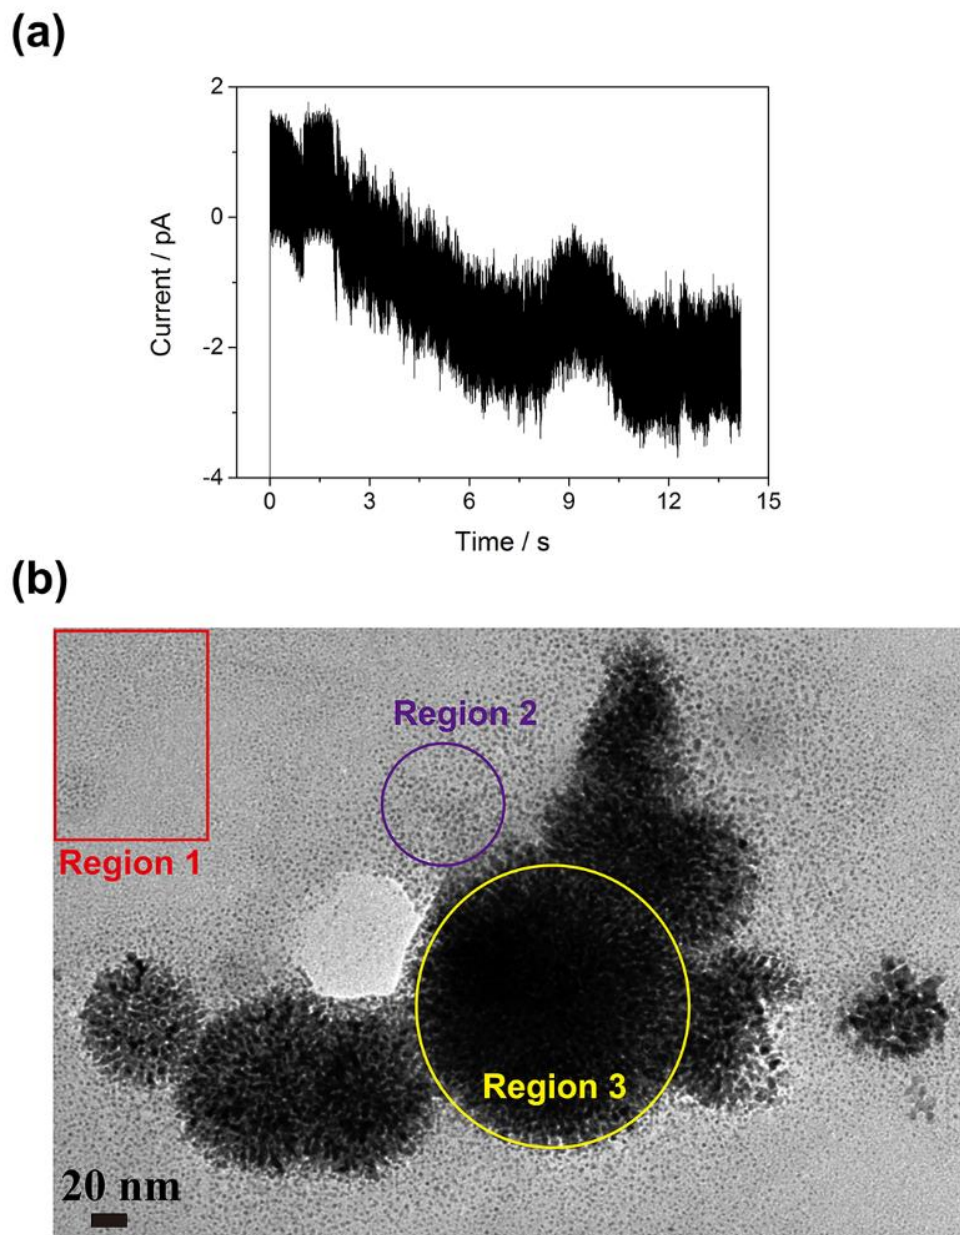 (a)
2
0
-2
-4
Current / pA
0 3 6 9 12 15
Time / s
(b)
Region 2
Region 1
Region 3
20 nm